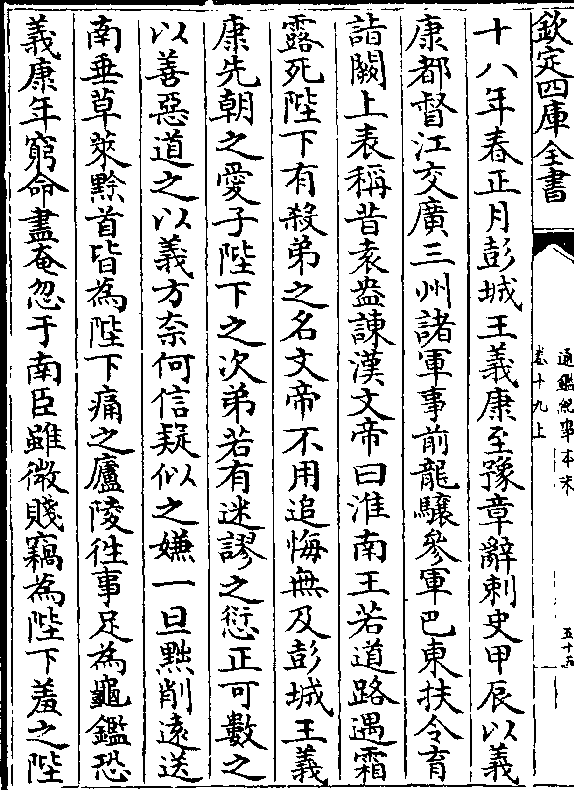 欽定四庫全書
通鑑紀事本末
卷十九上
十八年春正月彭城王義康至豫章辭刺史甲辰以義
康都督江交廣三州諸軍事前龍驤參軍巴東扶令育
詣闕上表稱昔袁盎諫漢文帝曰淮南王若道路遇霜
露死陛下有殺弟之名文帝不用追悔無及彭城王義
康先朝之愛子陛下之次弟若有迷謬之愆正可數之
以善惡道之以義方奈何信疑似之嫌一旦黜削遠送
南垂草萊黔首皆為陛下痛之廬陵往事足為龜鑑恐
義康年窮命盡奄忽于南臣雖微賤竊為陛下羞之陛